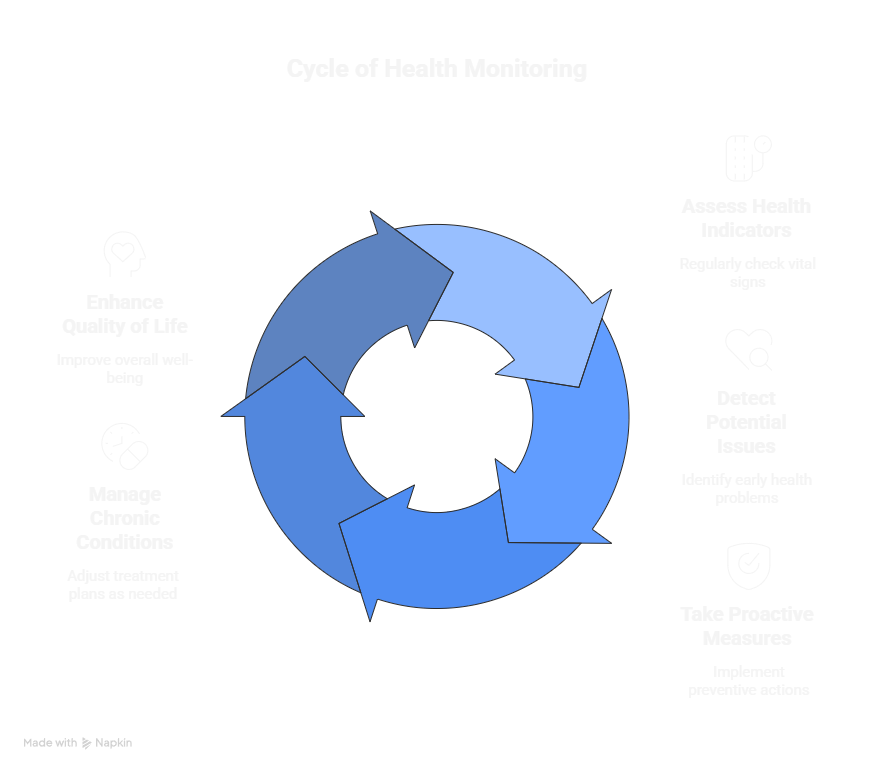 Cycle of Health Monitoring
Assess Health
Indicators
Regularly check vital
signs
Detect
Potential
Issues
Identify early health
problems
Take Proactive
Measures
Implement
preventive actions
Manage
Chronic
Conditions
Adjust treatment
plans as needed
Enhance
Quality of Life
Improve overall well-
being
Made with Napkin